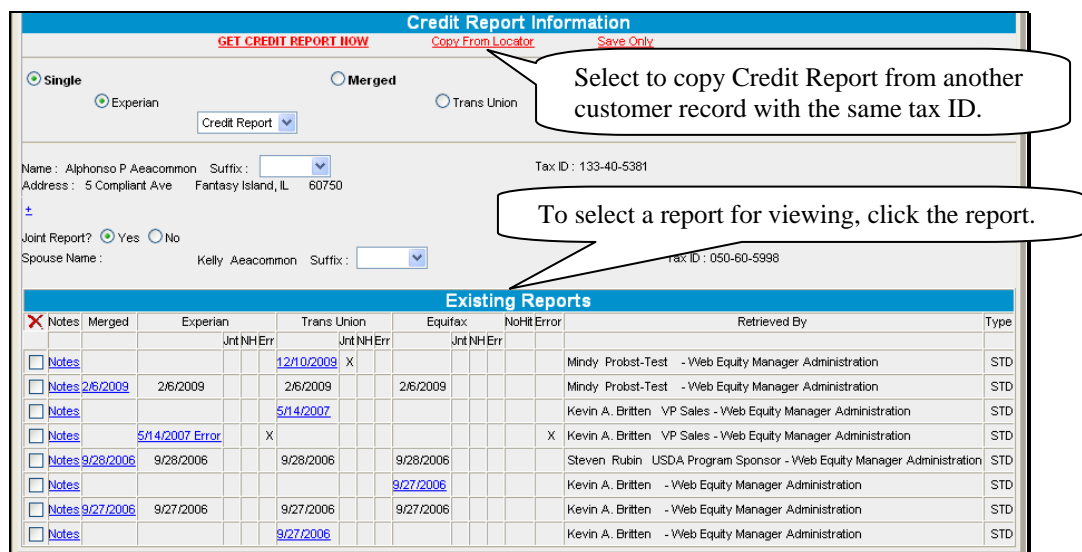 Credit Report Information
GET CREDIT REPORT NOW Copy From Locator Save Only
Select to copy Credit Report from another
customer record with the same tax ID.
Single Merged
Experian Trans Union
Credit Report
Name : Alphonso P Aeacommon Suffix : Tax ID : 133-40-5381
Address : 5 Compliant Ave Fantasy Island, IL 60750
±
To select a report for viewing, click the report.
Joint Report? Yes No
Spouse Name : Kelly Aeacommon Suffix : Tax ID : 050-60-5998
Existing Reports
X Notes Merged Experian Trans Union Equifax NoHit Error Retrieved By Type
Jnt NH Err Jnt NH Err Jnt NH Err
Notes 12/10/2009 X Mindy Probst-Test - Web Equity Manager Administration STD
Notes 2/6/2009 2/6/2009 2/6/2009 2/6/2009 Mindy Probst-Test - Web Equity Manager Administration STD
Notes 5/14/2007 Kevin A. Britten VP Sales - Web Equity Manager Administration STD
Notes 5/14/2007 Error X X Kevin A. Britten VP Sales - Web Equity Manager Administration STD
Notes 9/28/2006 9/28/2006 9/28/2006 9/28/2006 Steven Rubin USDA Program Sponsor - Web Equity Manager Administration STD
Notes 9/27/2006 Kevin A. Britten - Web Equity Manager Administration STD
Notes 9/27/2006 9/27/2006 9/27/2006 9/27/2006 Kevin A. Britten - Web Equity Manager Administration STD
Notes 9/27/2006 Kevin A. Britten - Web Equity Manager Administration STD